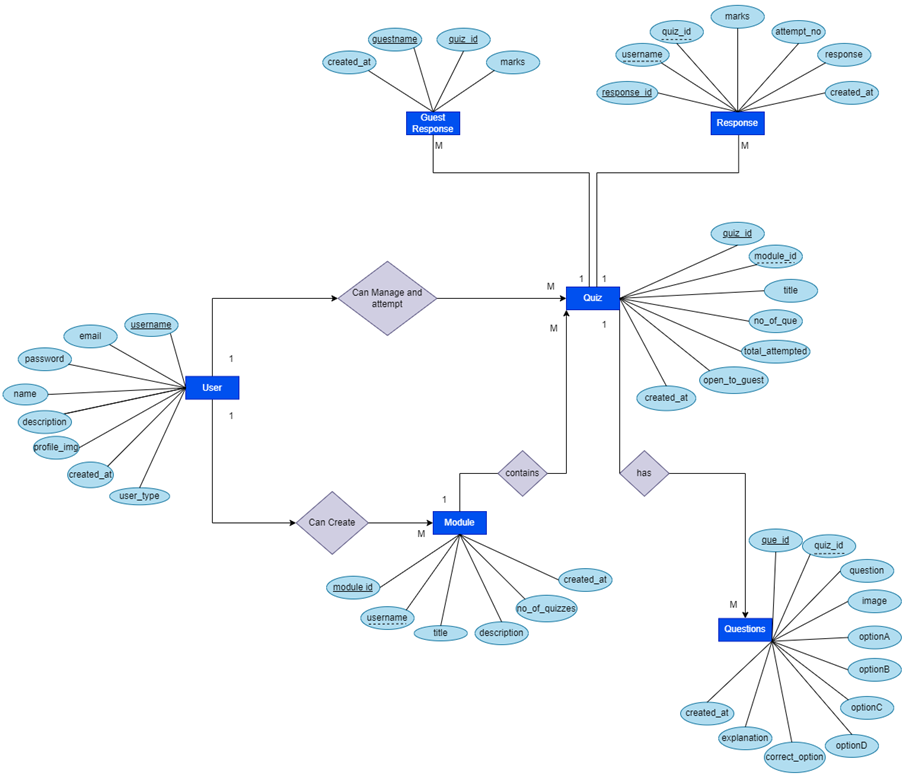 marks
quiz_id
attempt_no
username
response
response_id
created_at
Response
M
guestname
quiz_id
created_at
marks
Guest
Response
M
quiz_id
module_id
title
no_of_que
total_attempted
open_to_guest
created_at
1
1
M
Quiz
M
1
Can Manage and
attempt
username
email
password
name
description
profile_img
created_at
user_type
1
User
1
contains
has
Can Create
1
Module
M
module id
username
title
description
no_of_quizzes
created_at
M
Questions
que_id
quiz_id
question
image
optionA
optionB
optionC
optionD
correct_option
explanation
created_at